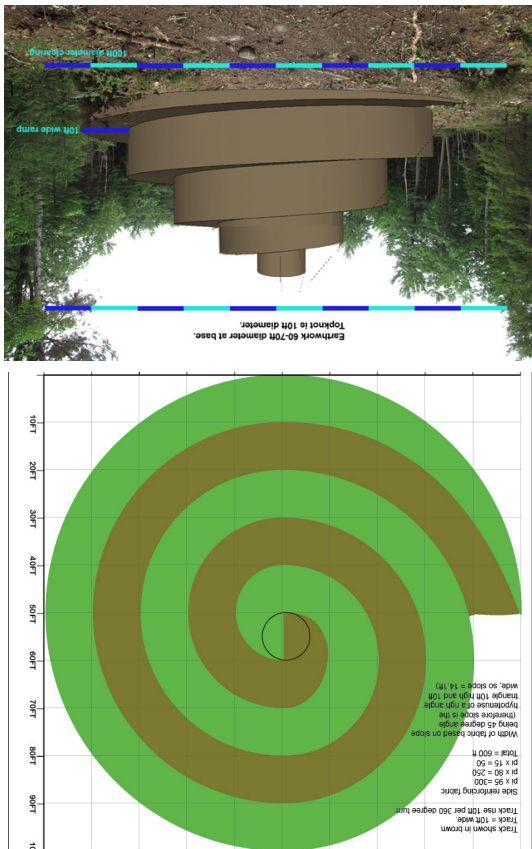 Track shown in brown
Track = 10ft wide.
Track rise 10ft per 360 degree turn
Side reinforcing fabric
pi x 95 =300
pi x 80 = 250
pi x 15 = 50
Total = 600 ft
Width of fabric based on slope
being 45 degree angle
(therefore slope is the
hypotenuse of a righ angle
triangle 10ft high and 10ft
wide, so slope = 14.1ft)
90FT
80FT
70FT
60FT
50FT
40FT
30FT
20FT
10FT
Earthwork 60-70ft diameter at base.
Topknot is 10ft diameter.
10ft wide ramp
100ft diameter clearing